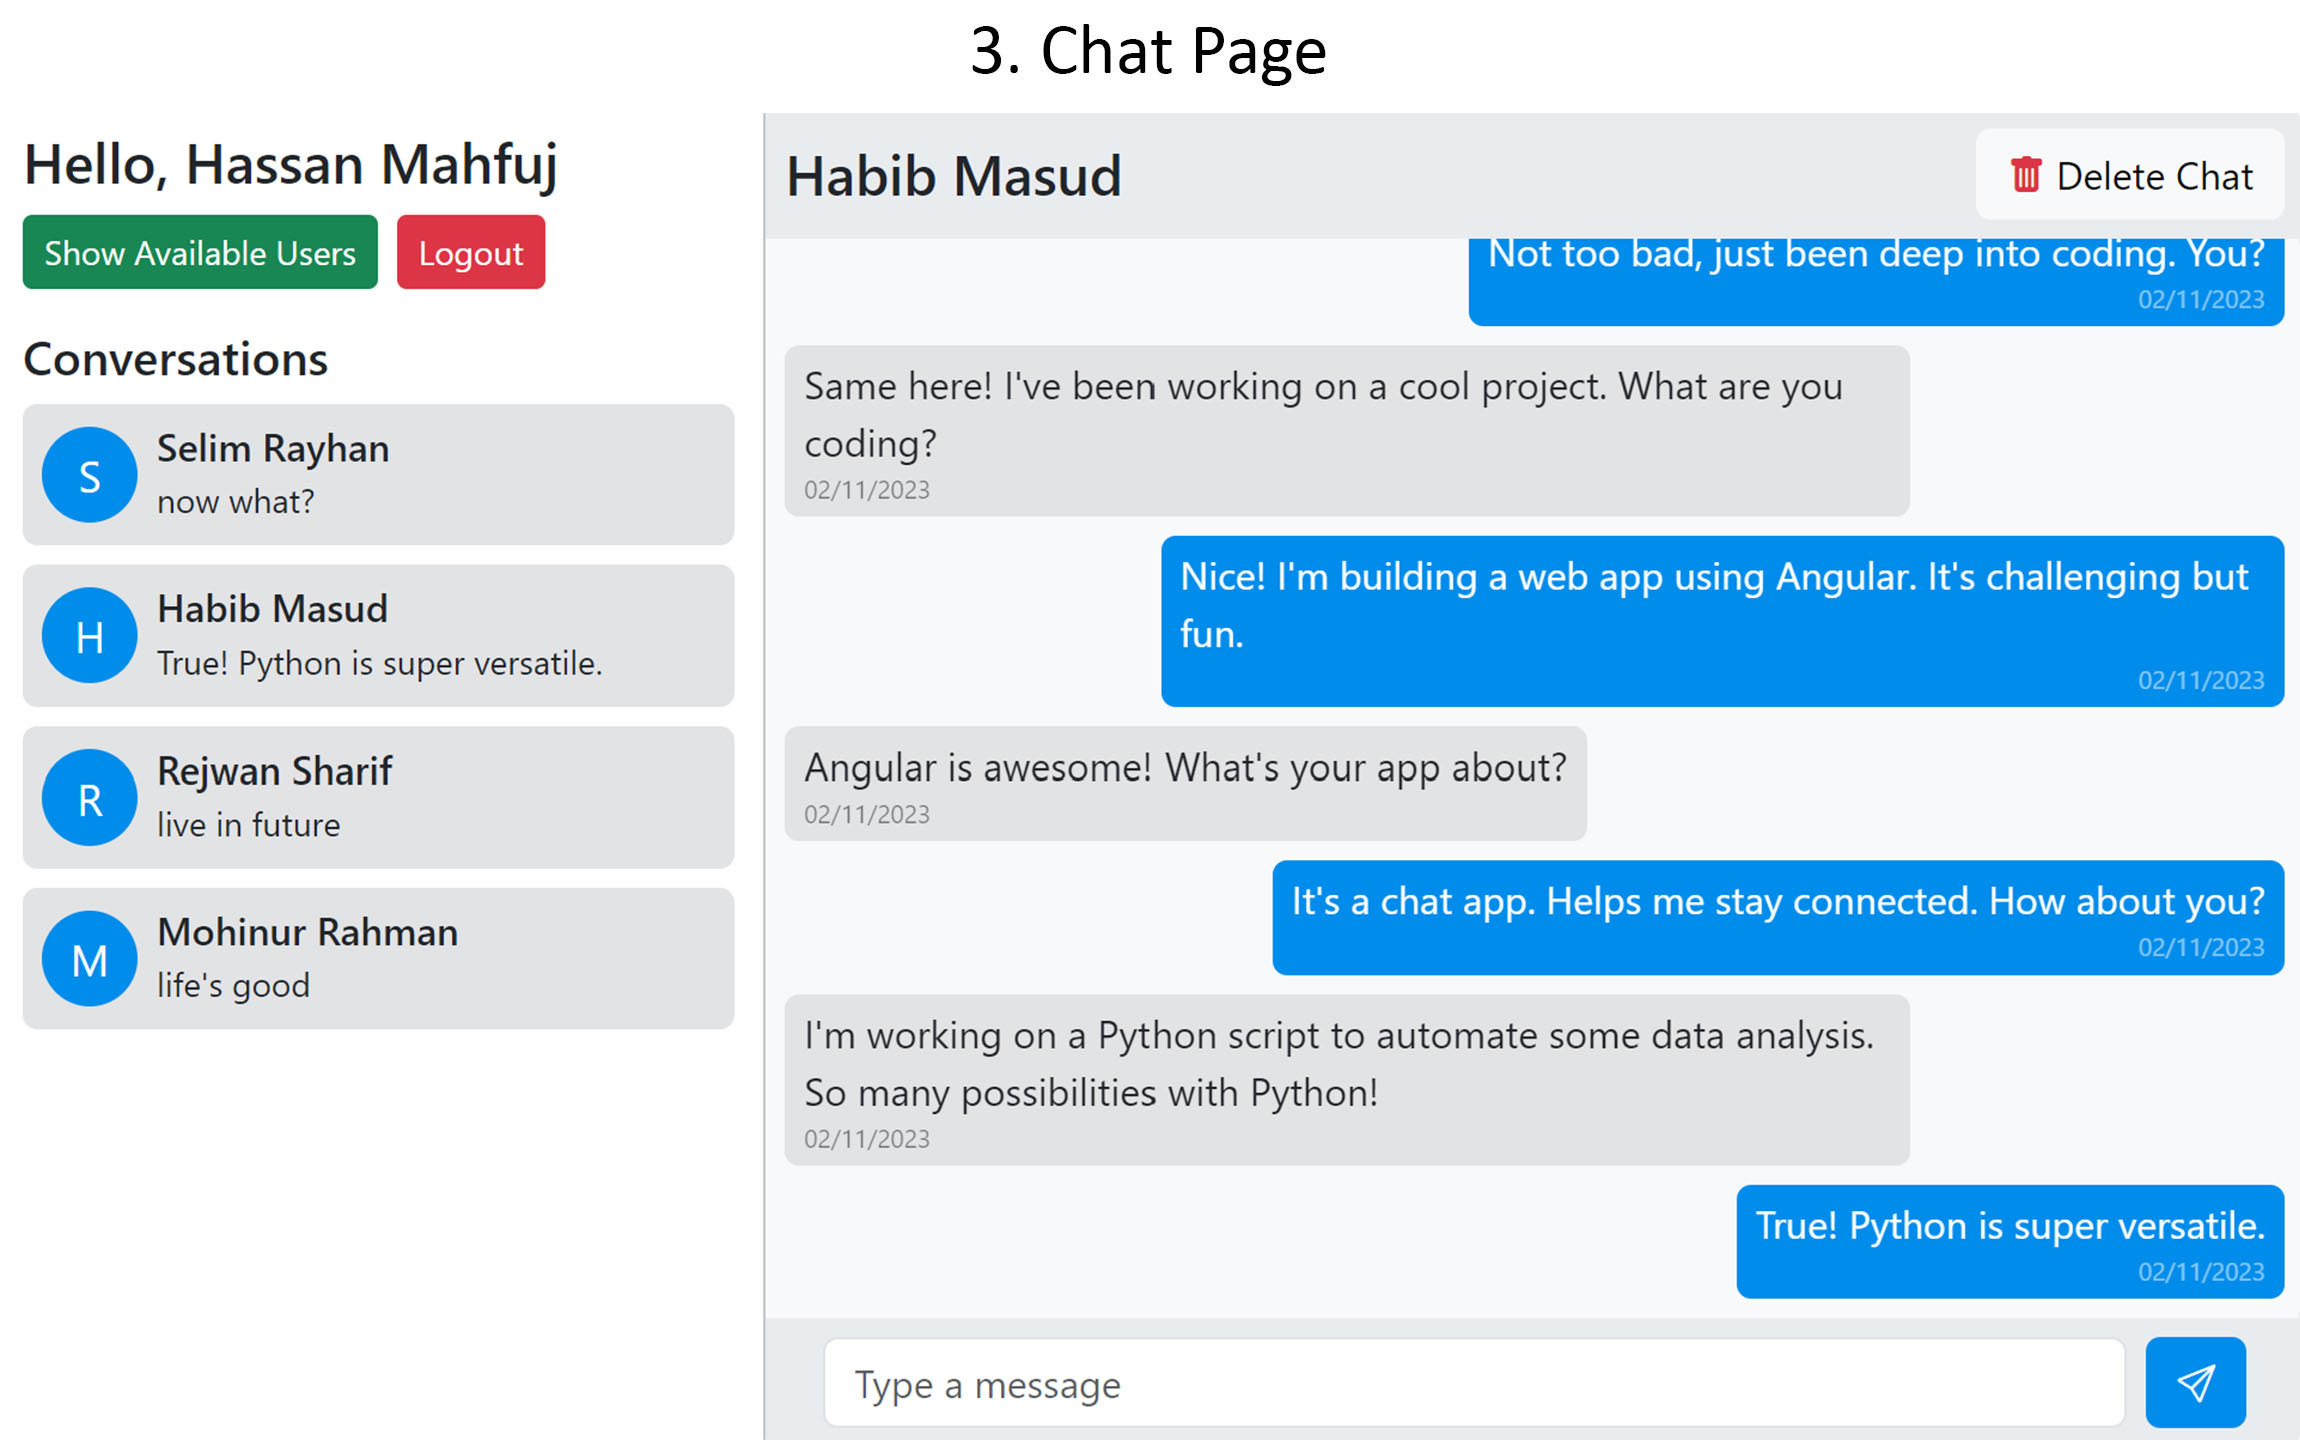 3. Chat Page
Hello, Hassan Mahfuj
Show Available Users
Logout
Conversations
S
Selim Rayhan
now what?
H
Habib Masud
True! Python is super versatile.
R
Rejwan Sharif
live in future
M
Mohinur Rahman
life's good
Habib Masud
Delete Chat
Not too bad, just been deep into coding. You?
02/11/2023
Same here! I've been working on a cool project. What are you
coding?
02/11/2023
Nice! I'm building a web app using Angular. It's challenging but
fun.
02/11/2023
Angular is awesome! What's your app about?
02/11/2023
It's a chat app. Helps me stay connected. How about you?
02/11/2023
I'm working on a Python script to automate some data analysis.
So many possibilities with Python!
02/11/2023
True! Python is super versatile.
02/11/2023
Type a message